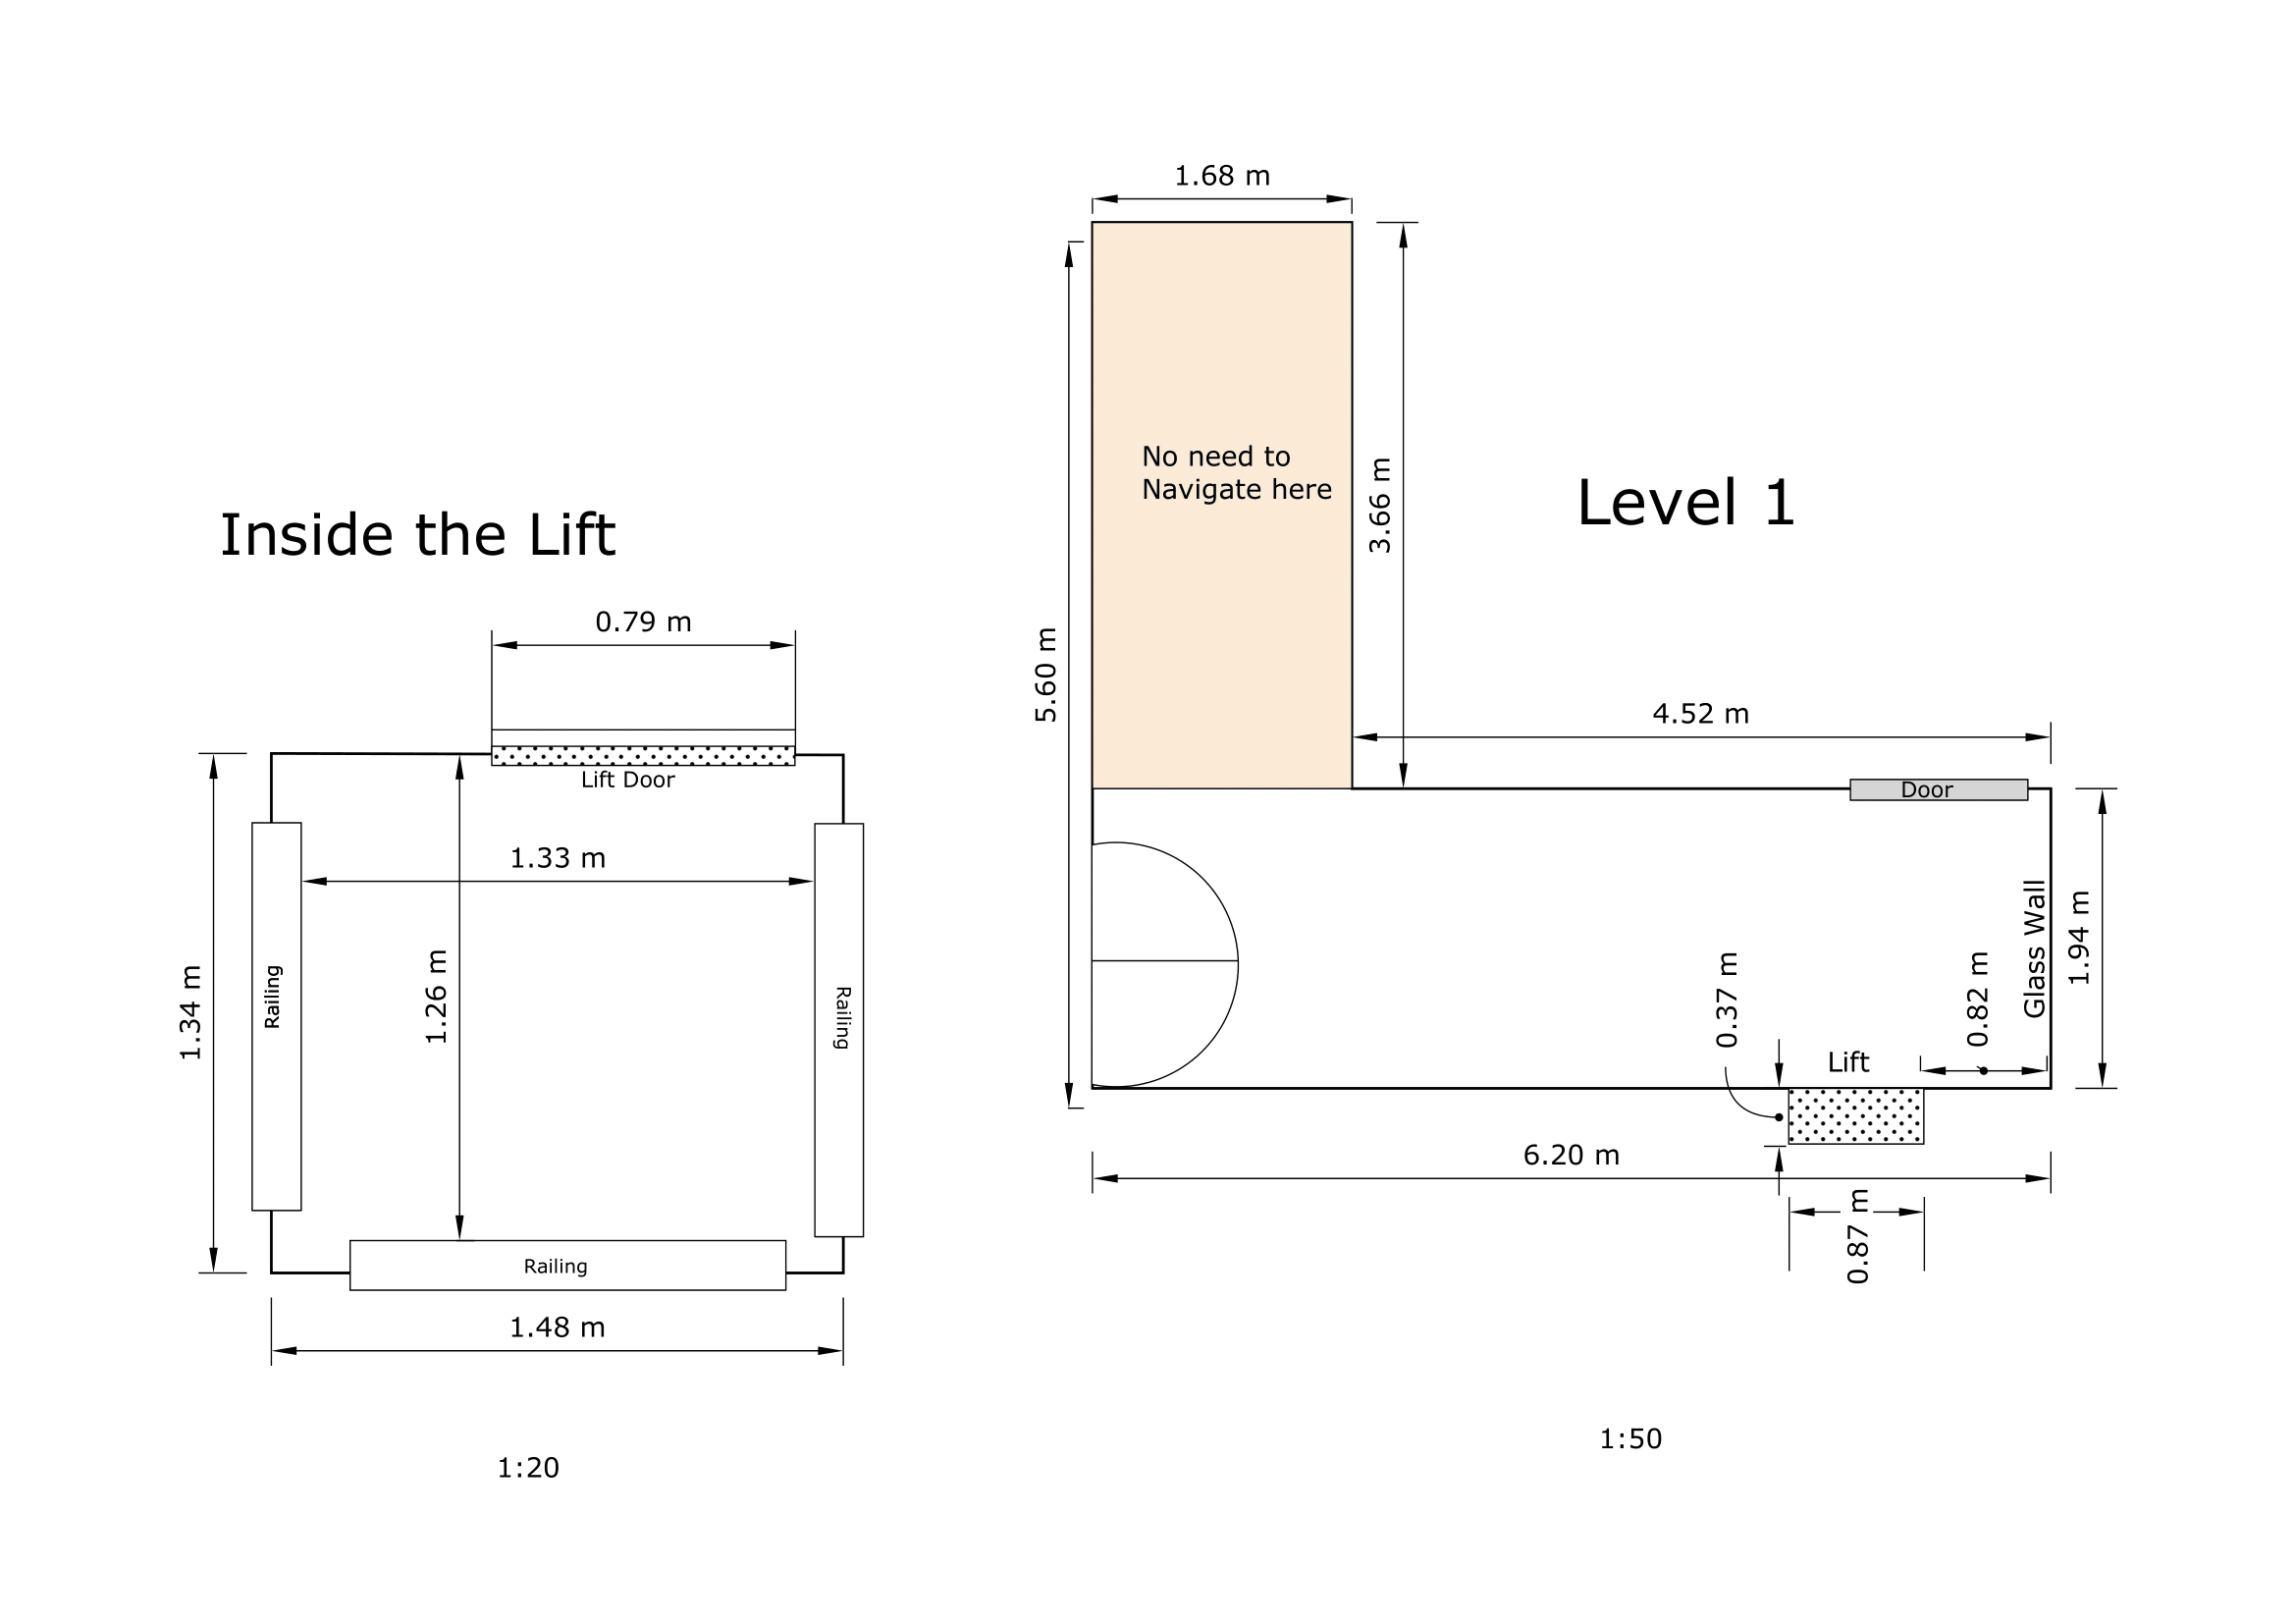 Inside the Lift
0.79 m
Lift Door
1.33 m
1.34 m
1.26 m
Railing
Railing
Railing
1.48 m
1:20
Level 1
1.68 m
No need to
Navigate here
3.66 m
5.60 m
4.52 m
Door
Glass Wall
1.94 m
0.37 m
0.82 m
Lift
6.20 m
0.87 m
1:50